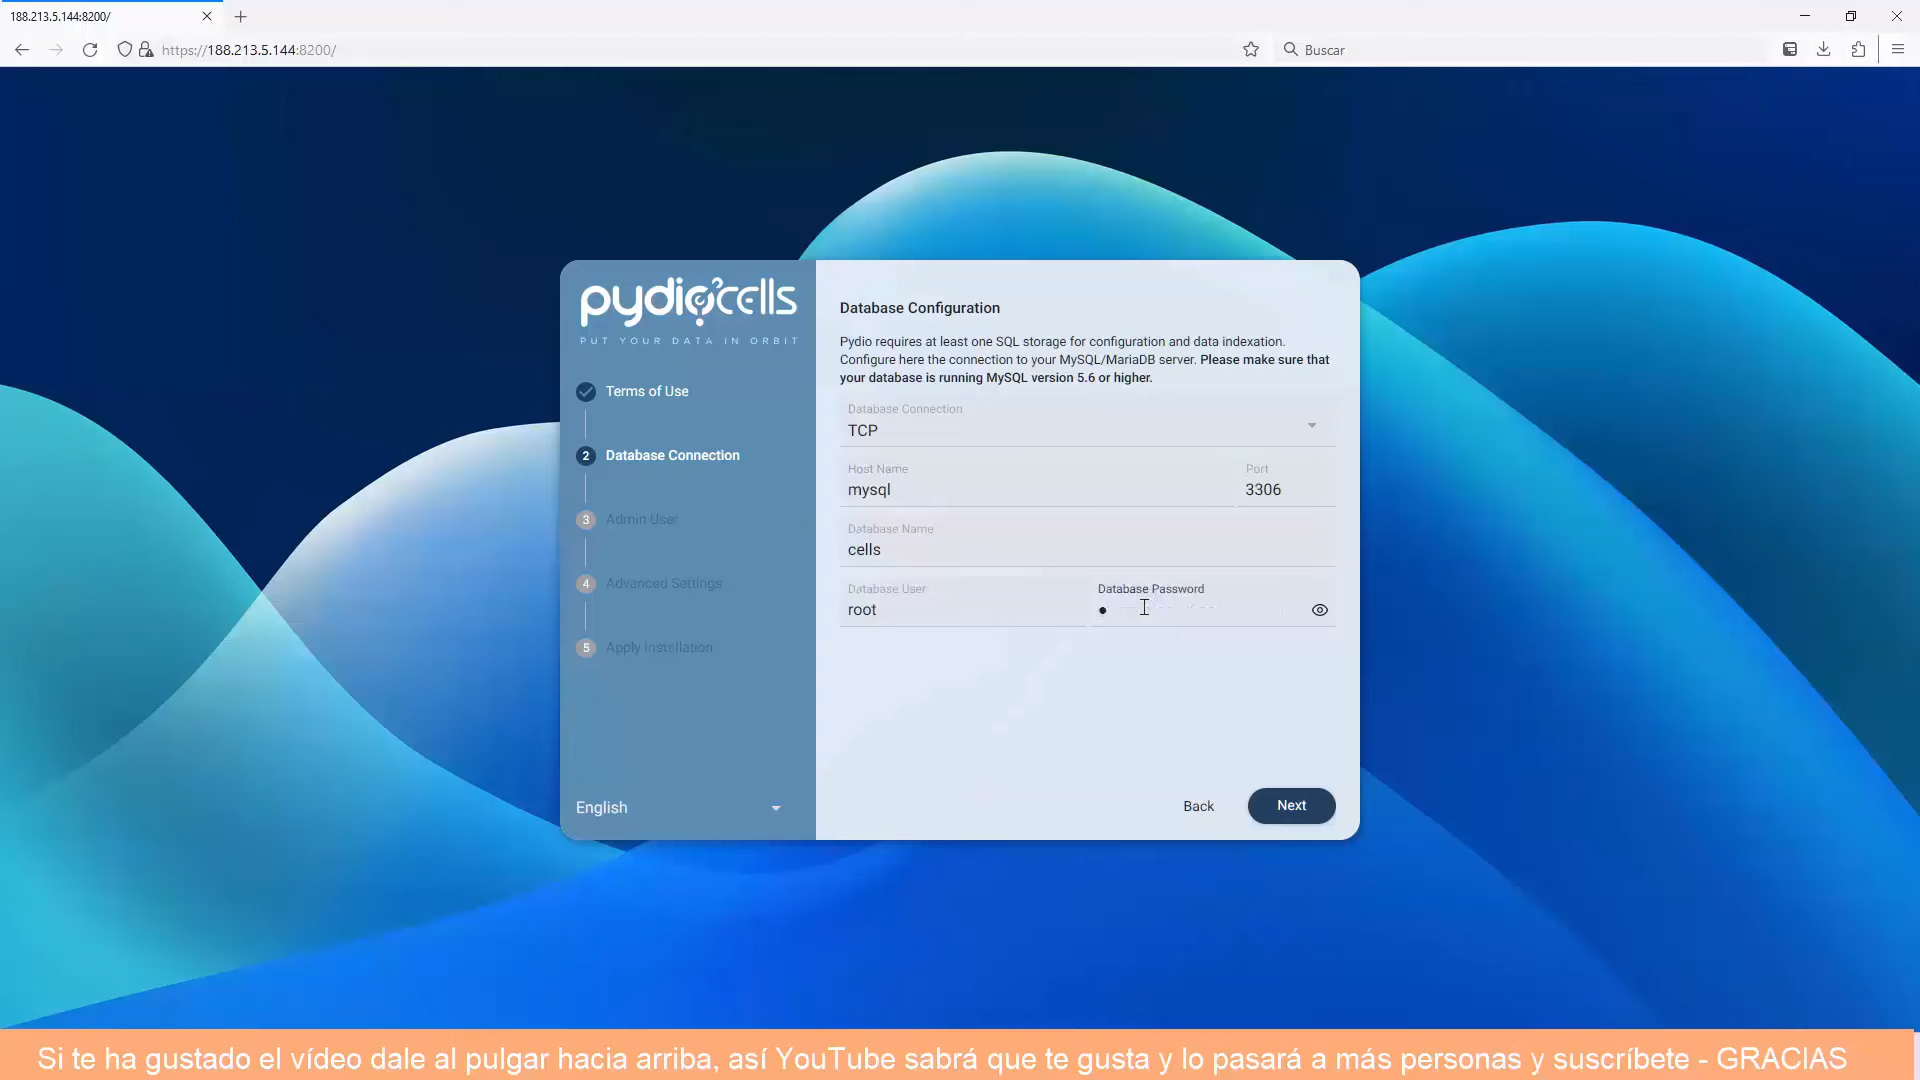 188.213.5.144:8200/
https://188.213.5.144:8200/
Buscar
pydio cells
PUT YOUR DATA IN ORBIT
Terms of Use
2 Database Connection
3 Admin User
4 Advanced Settings
5 Apply Installation
English
Database Configuration
Pydio requires at least one SQL storage for configuration and data indexation.
Configure here the connection to your MySQL/MariaDB server. Please make sure that
your database is running MySQL version 5.6 or higher.
Database Connection
TCP
Host Name
mysql
Port
3306
Database Name
cells
Database User
root
Database Password
Back
Next
Si te ha gustado el vídeo dale al pulgar hacia arriba, así YouTube sabrá que te gusta y lo pasará a más personas y suscríbete - GRACIAS